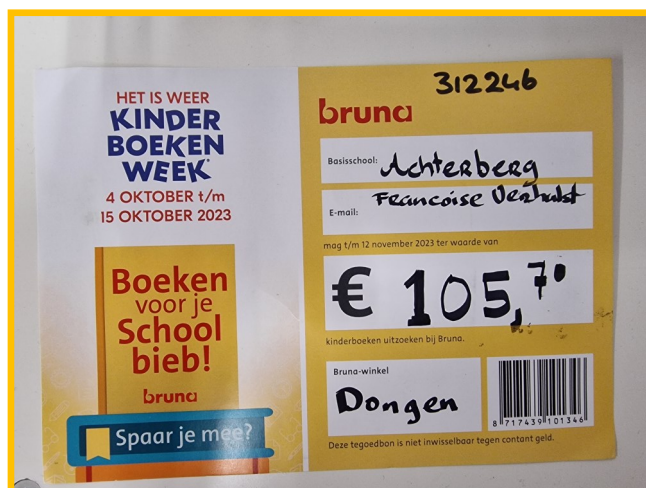 HET IS WEER
KINDER
BOEKEN
WEEK
4 OKTOBER t/m
15 OKTOBER 2023
Boeken
voor je
School
bieb!
bruna
Spaar je mee?
312246
bruna
Basisschool: Achterberg
E-mail: Francoise Verhulst
mag t/m 12 november 2023 ter waarde van
€ 105,70
kinderboeken uitzoeken bij Bruna.
Bruna-winkel
Dongen
8 717439 101346
Deze tegoedbon is niet inwisselbaar tegen contant geld.